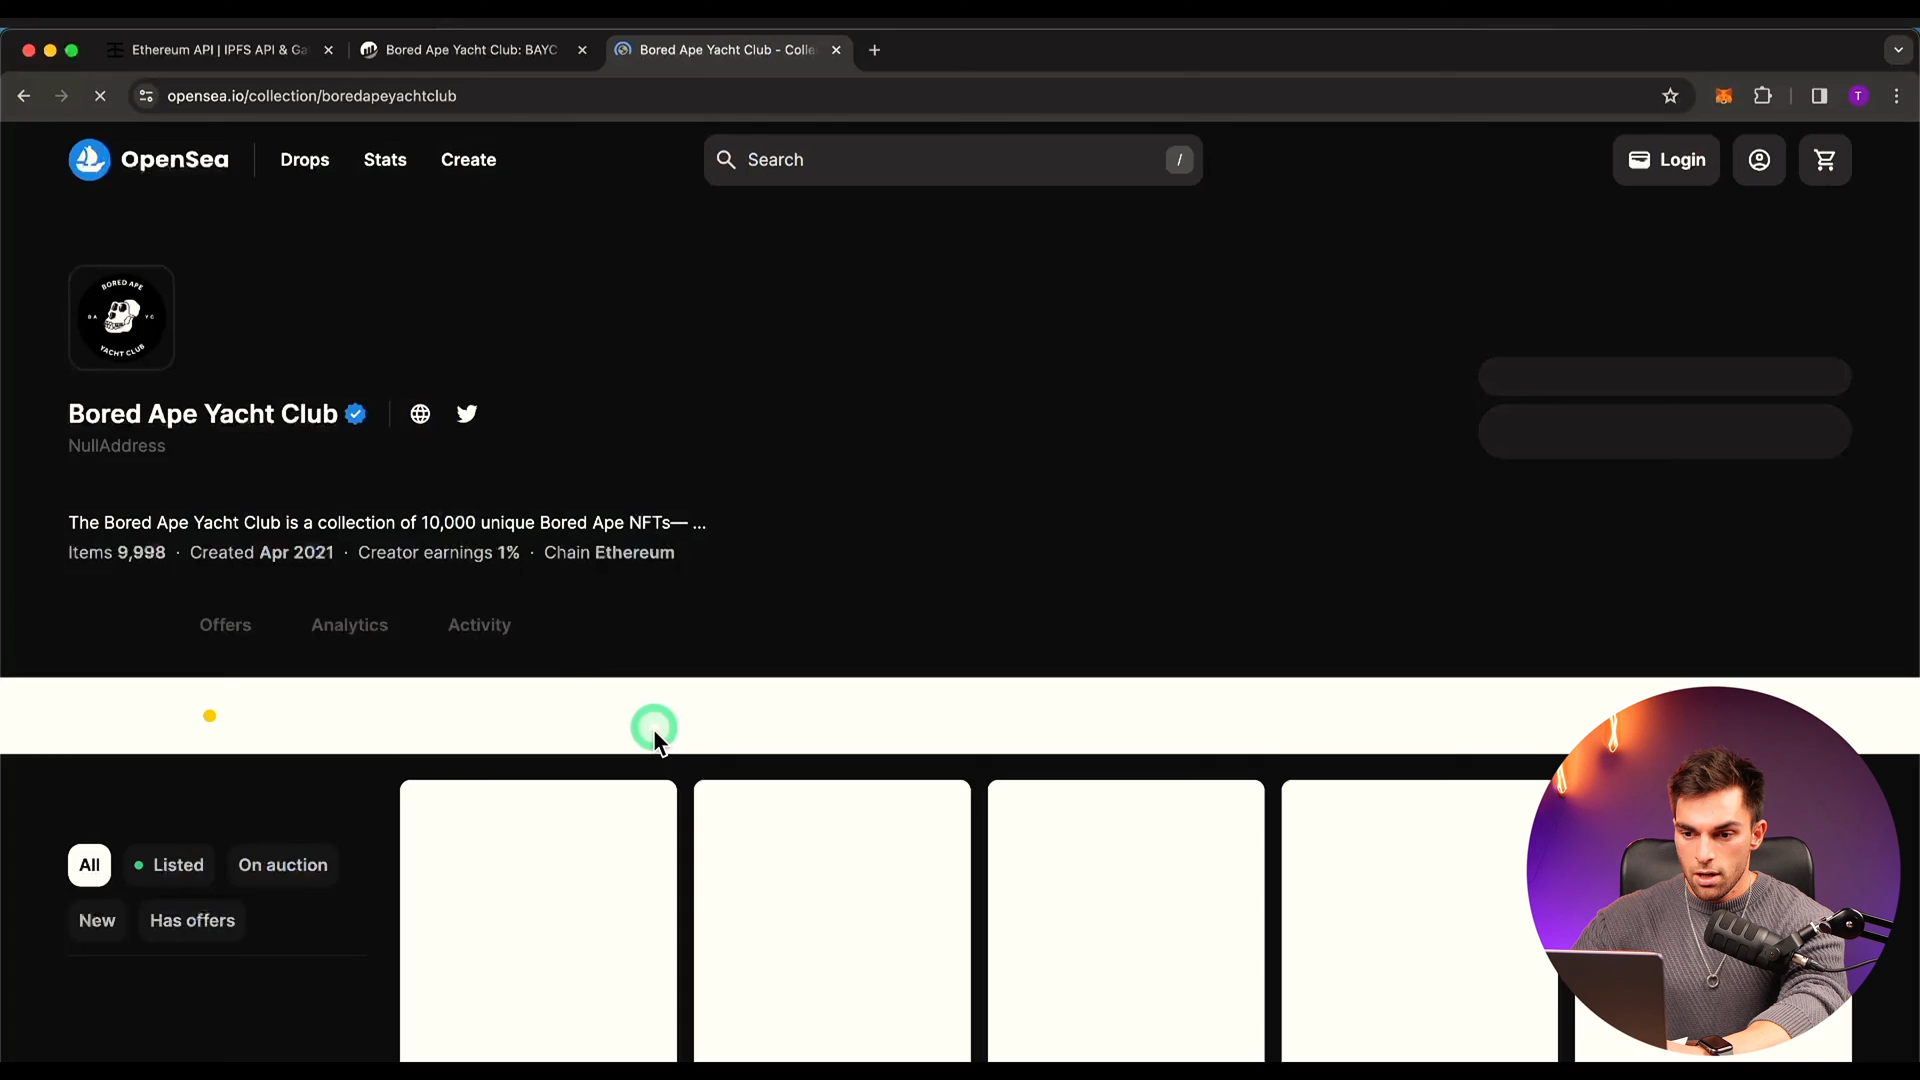 Ethereum API | IPFS API & Ga
Bored Ape Yacht Club: BAYC
Bored Ape Yacht Club - Colle
opensea.io/collection/boredapeyachtclub
T
OpenSea
Drops
Stats
Create
Search
/
Login
BORED APE
BA YC
YACHT CLUB
Bored Ape Yacht Club
NullAddress
The Bored Ape Yacht Club is a collection of 10,000 unique Bored Ape NFTs— ...
Items 9,998 · Created Apr 2021 · Creator earnings 1% · Chain Ethereum
Offers
Analytics
Activity
All
Listed
On auction
New
Has offers